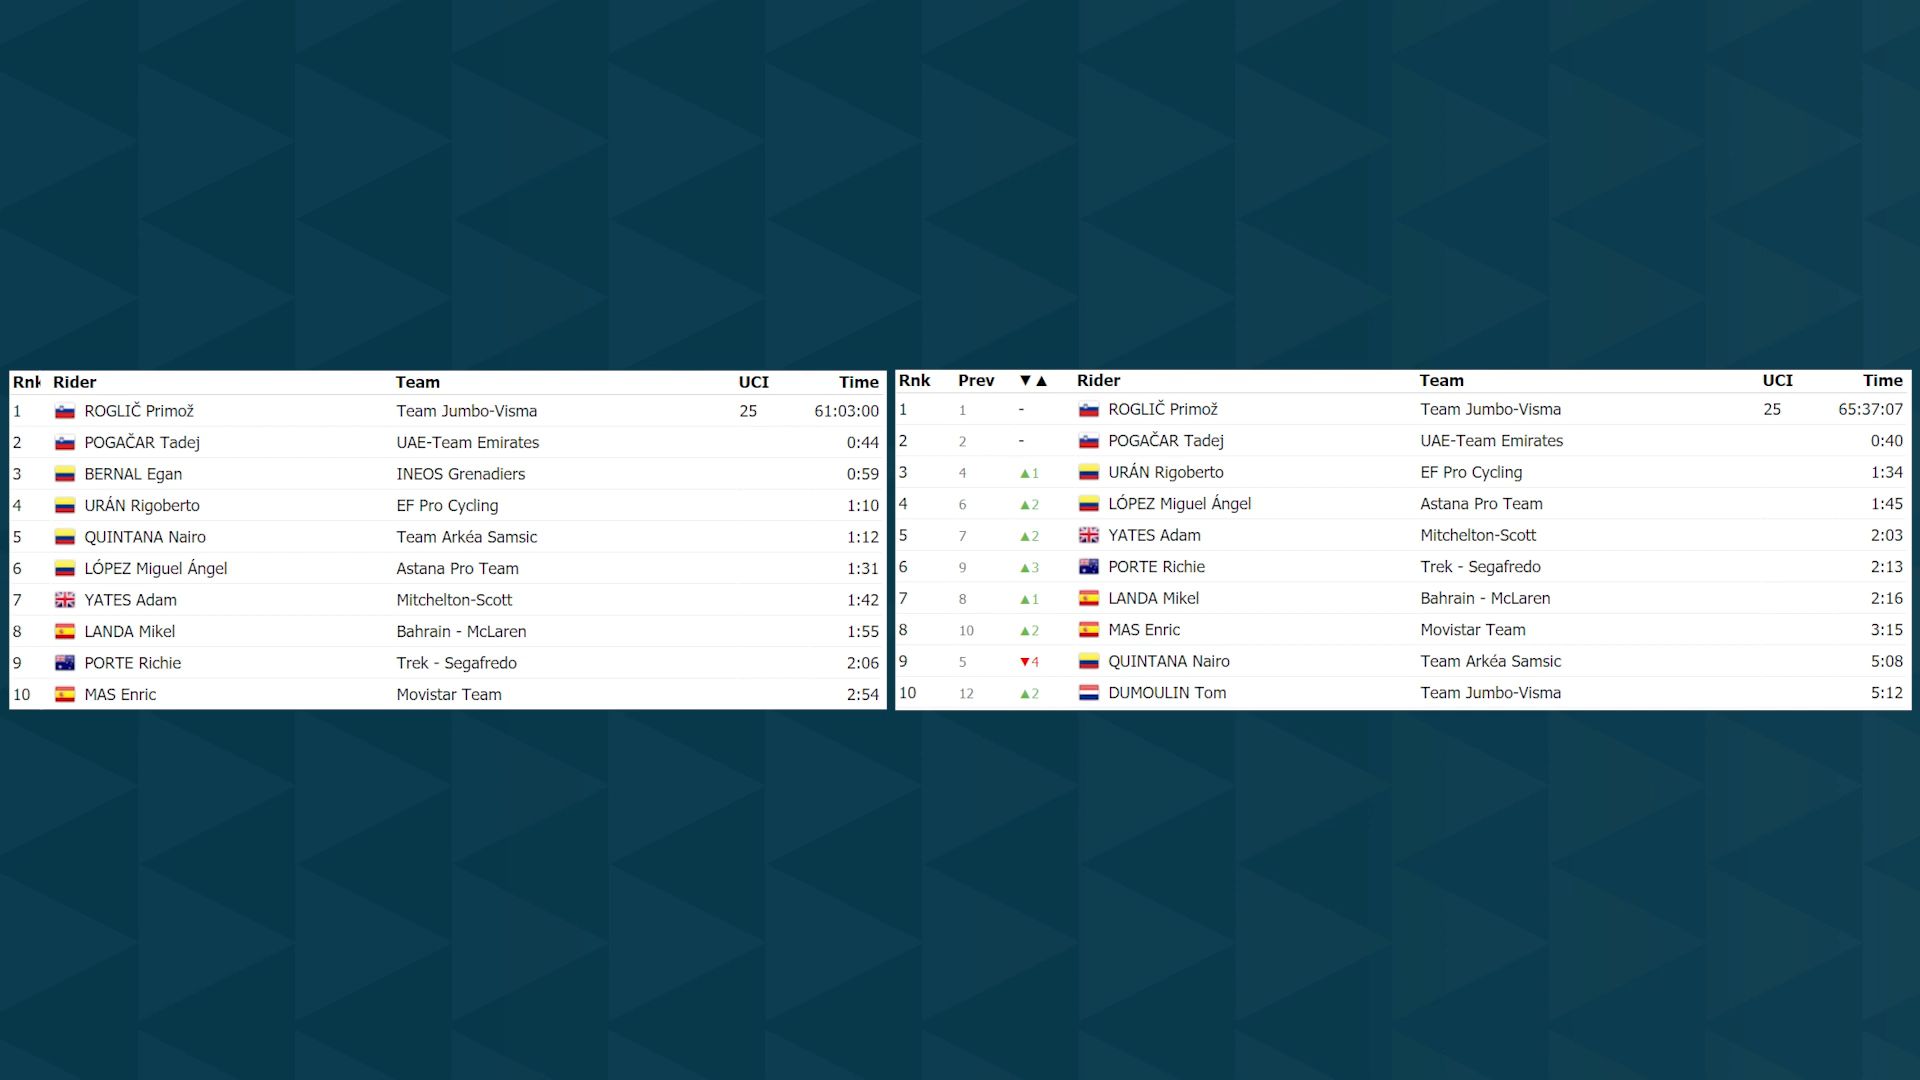 Rnk Rider Team UCI Time
1 ROGLIČ Primož Team Jumbo-Visma 25 61:03:00
2 POGAČAR Tadej UAE-Team Emirates 0:44
3 BERNAL Egan INEOS Grenadiers 0:59
4 URÁN Rigoberto EF Pro Cycling 1:10
5 QUINTANA Nairo Team Arkéa Samsic 1:12
6 LÓPEZ Miguel Ángel Astana Pro Team 1:31
7 YATES Adam Mitchelton-Scott 1:42
8 LANDA Mikel Bahrain - McLaren 1:55
9 PORTE Richie Trek - Segafredo 2:06
10 MAS Enric Movistar Team 2:54
Rnk Prev ▼▲ Rider Team UCI Time
1 1 - ROGLIČ Primož Team Jumbo-Visma 25 65:37:07
2 2 - POGAČAR Tadej UAE-Team Emirates 0:40
3 4 ▲1 URÁN Rigoberto EF Pro Cycling 1:34
4 6 ▲2 LÓPEZ Miguel Ángel Astana Pro Team 1:45
5 7 ▲2 YATES Adam Mitchelton-Scott 2:03
6 9 ▲3 PORTE Richie Trek - Segafredo 2:13
7 8 ▲1 LANDA Mikel Bahrain - McLaren 2:16
8 10 ▲2 MAS Enric Movistar Team 3:15
9 5 ▼4 QUINTANA Nairo Team Arkéa Samsic 5:08
10 12 ▲2 DUMOULIN Tom Team Jumbo-Visma 5:12